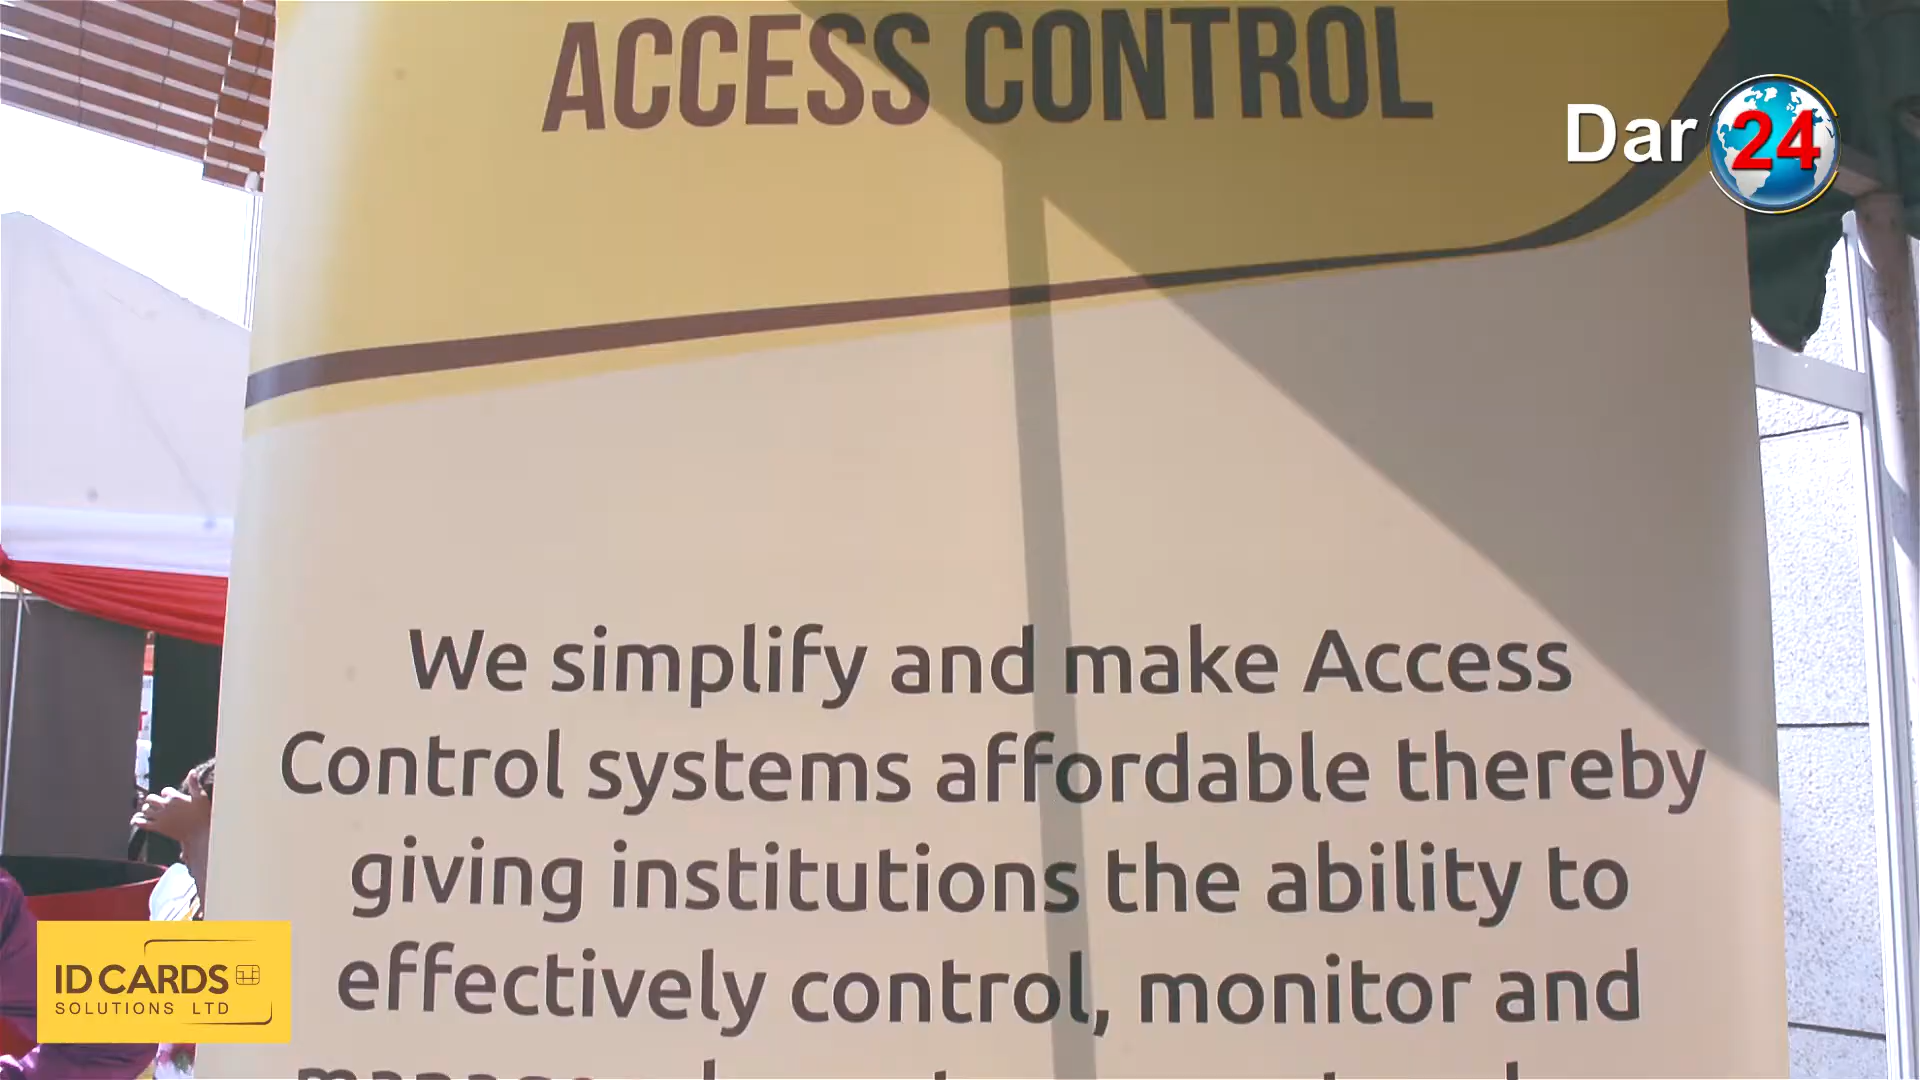 ACCESS CONTROL
Dar 24
We simplify and make Access
Control systems affordable thereby
giving institutions the ability to
effectively control, monitor and
ID CARDS
SOLUTIONS LTD